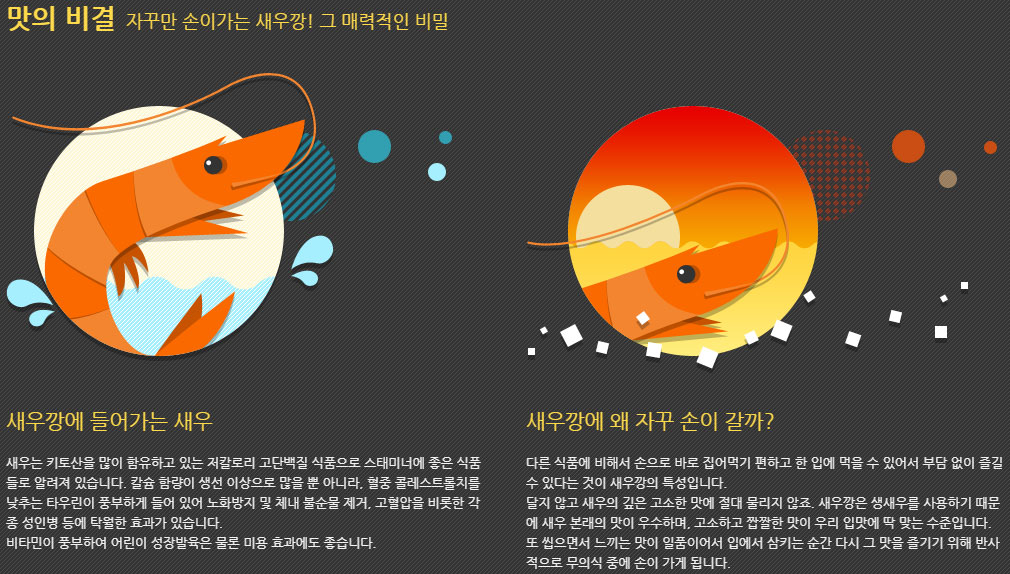 맛의 비결 자꾸만 손이가는 새우깡! 그 매력적인 비밀
새우깡에 들어가는 새우
새우는 키토산을 많이 함유하고 있는 저칼로리 고단백질 식품으로 스태미너에 좋은 식품
들로 알려져 있습니다. 칼슘 함량이 생선 이상으로 많을 뿐 아니라, 혈중 콜레스트롤치를
낮추는 타우린이 풍부하게 들어 있어 노화방지 및 체내 불순물 제거, 고혈압을 비롯한 각
종 성인병 등에 탁월한 효과가 있습니다.
비타민이 풍부하여 어린이 성장발육은 물론 미용 효과에도 좋습니다.
새우깡에 왜 자꾸 손이 갈까?
다른 식품에 비해서 손으로 바로 집어먹기 편하고 한 입에 먹을 수 있어서 부담 없이 즐길
수 있다는 것이 새우깡의 특성입니다.
달지 않고 새우의 깊은 고소한 맛에 절대 물리지 않죠. 새우깡은 생새우를 사용하기 때문
에 새우 본래의 맛이 우수하며, 고소하고 짭짤한 맛이 우리 입맛에 딱 맞는 수준입니다.
또 씹으면서 느끼는 맛이 일품이어서 입에서 삼키는 순간 다시 그 맛을 즐기기 위해 반사
적으로 무의식 중에 손이 가게 됩니다.